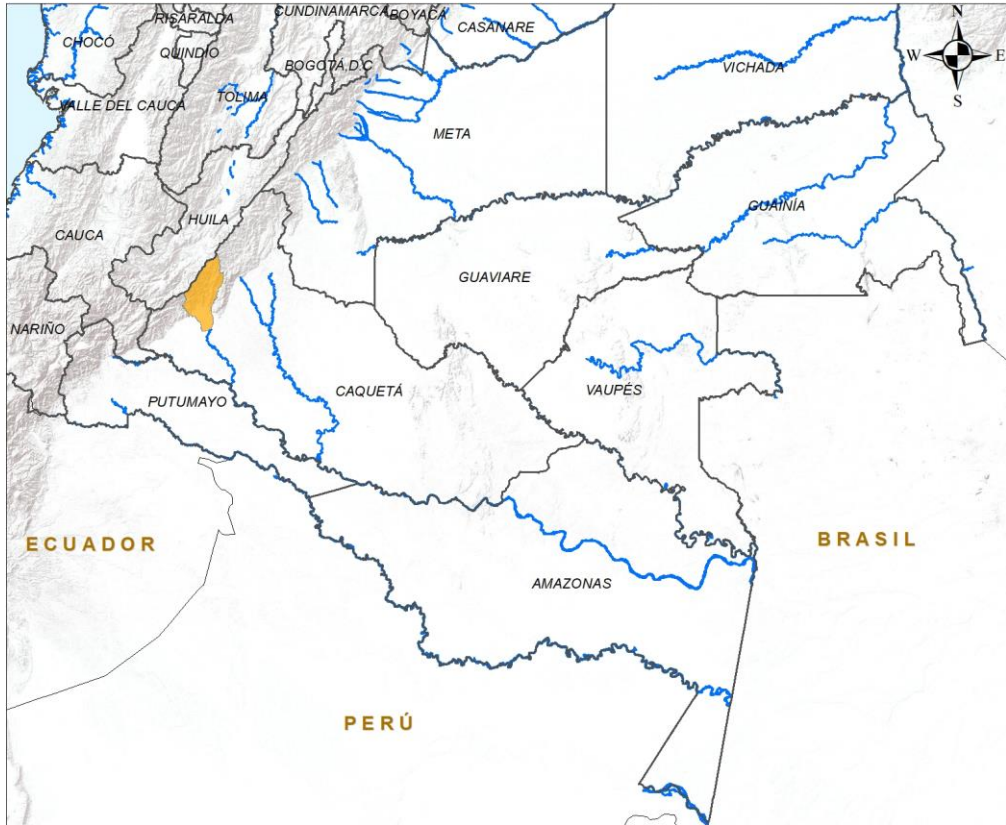 RISARALDA
CUNDINAMARCA
BOYACÁ
CASANARE
N
CHOCÓ
QUINDÍO
BOGOTÁ D.C
VICHADA
W
E
TOLIMA
S
VALLE DEL CAUCA
META
HUILA
GUAINÍA
CAUCA
GUAVIARE
NARIÑO
CAQUETÁ
VAUPÉS
PUTUMAYO
ECUADOR
BRASIL
AMAZONAS
PERÚ